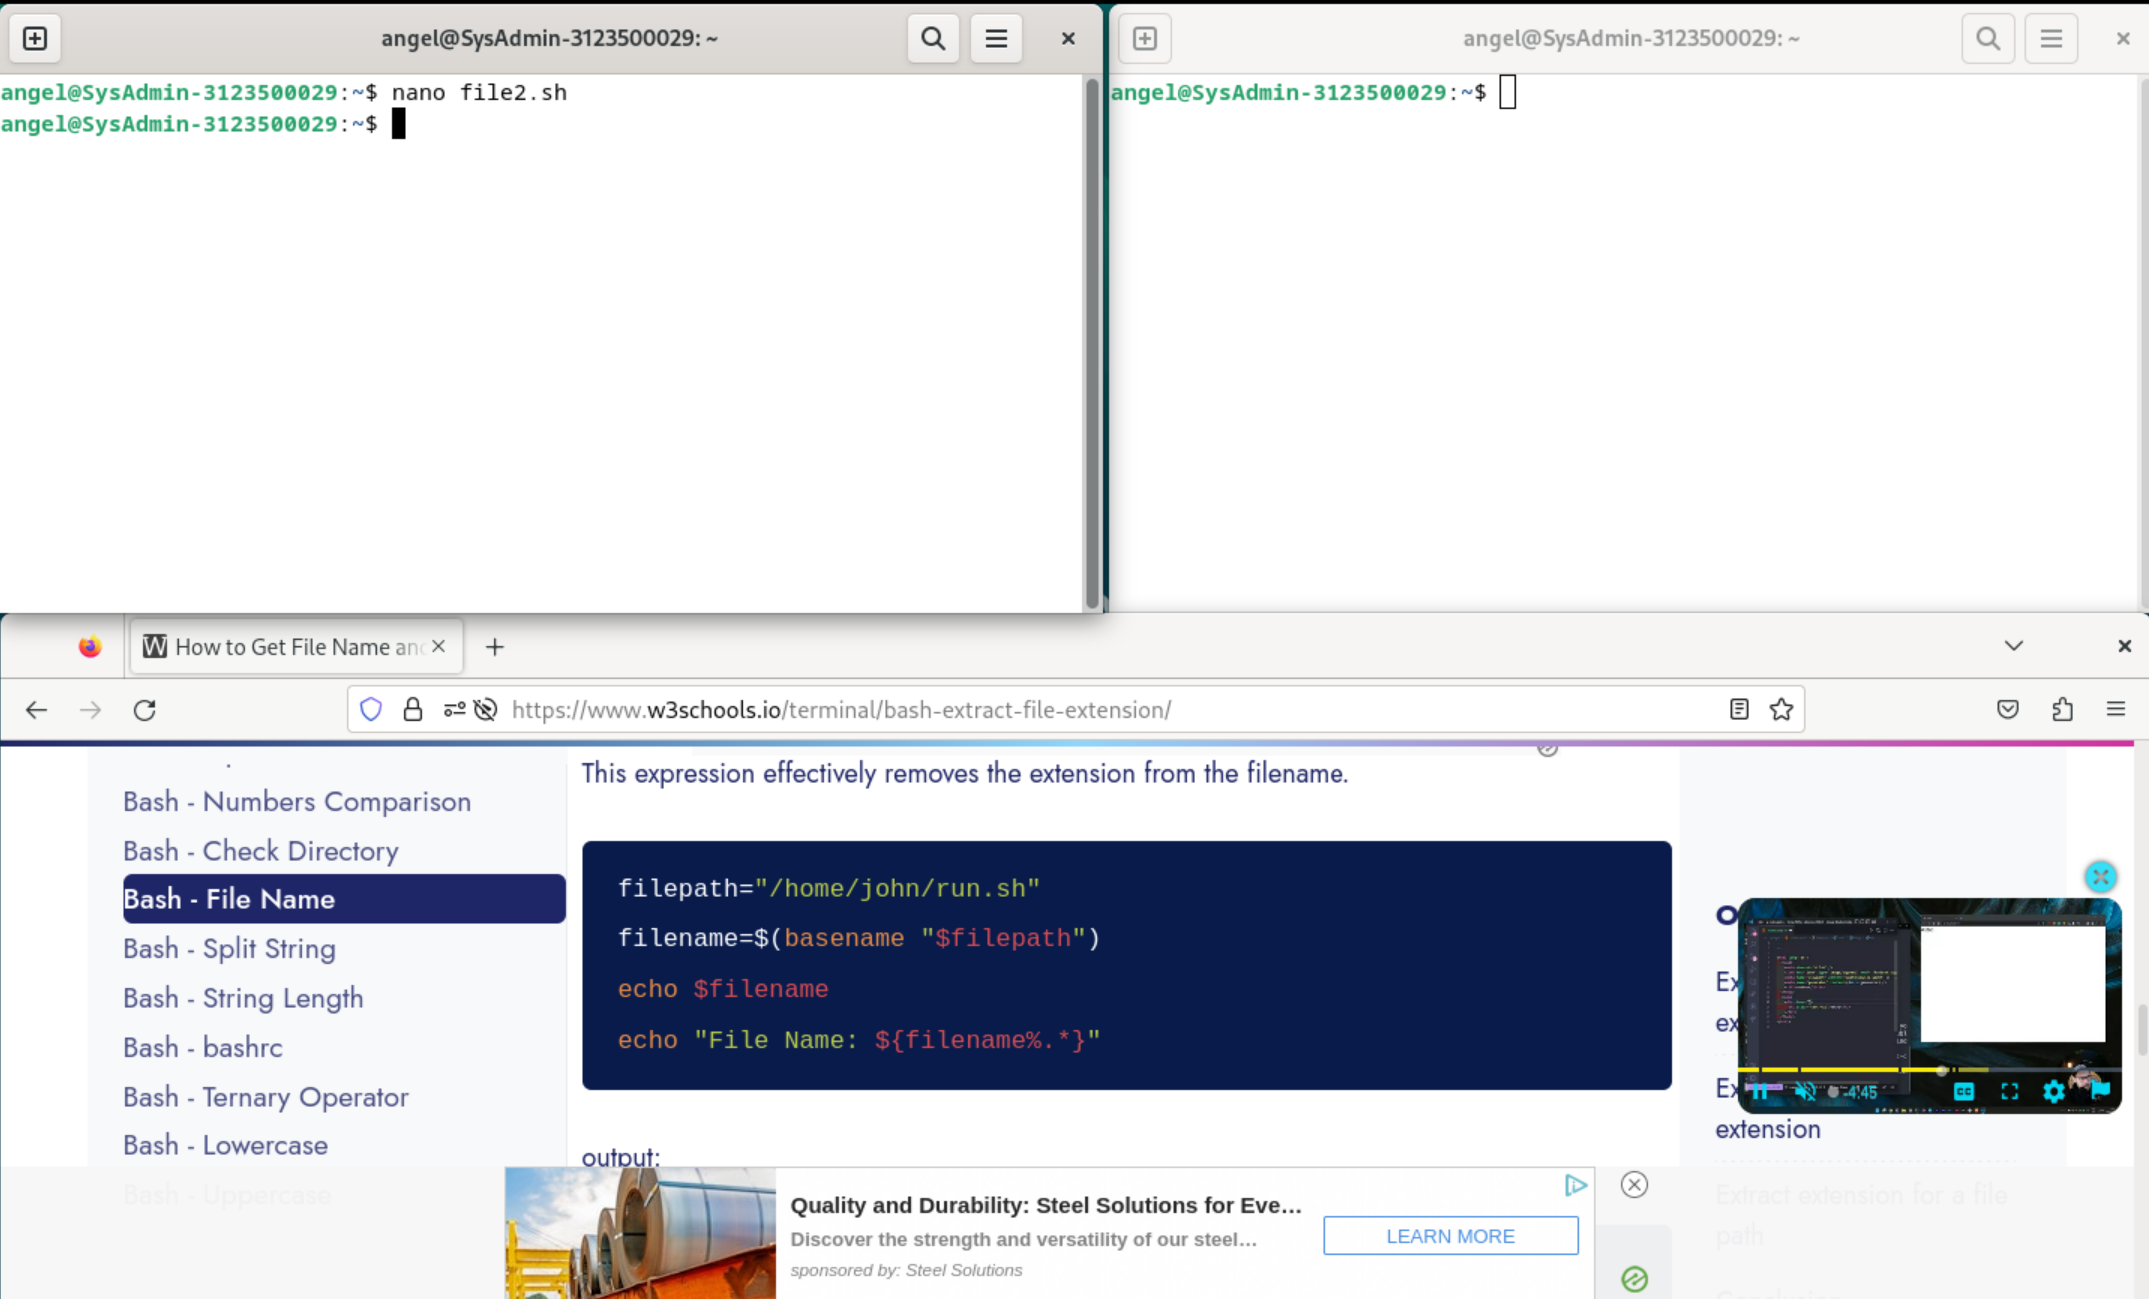 angel@SysAdmin-3123500029: ~
angel@SysAdmin-3123500029:~$ nano file2.sh
angel@SysAdmin-3123500029:~$
angel@SysAdmin-3123500029: ~
angel@SysAdmin-3123500029:~$
How to Get File Name an
https://www.w3schools.io/terminal/bash-extract-file-extension/
Bash - Numbers Comparison
Bash - Check Directory
Bash - File Name
Bash - Split String
Bash - String Length
Bash - bashrc
Bash - Ternary Operator
Bash - Lowercase
Bash - Uppercase
This expression effectively removes the extension from the filename.
filepath="/home/john/run.sh"
filename=$(basename "$filepath")
echo $filename
echo "File Name: ${filename%.*}"
output:
extension
Extract extension for a file
path
-4:45
CC
Quality and Durability: Steel Solutions for Eve...
Discover the strength and versatility of our steel...
sponsored by: Steel Solutions
LEARN MORE